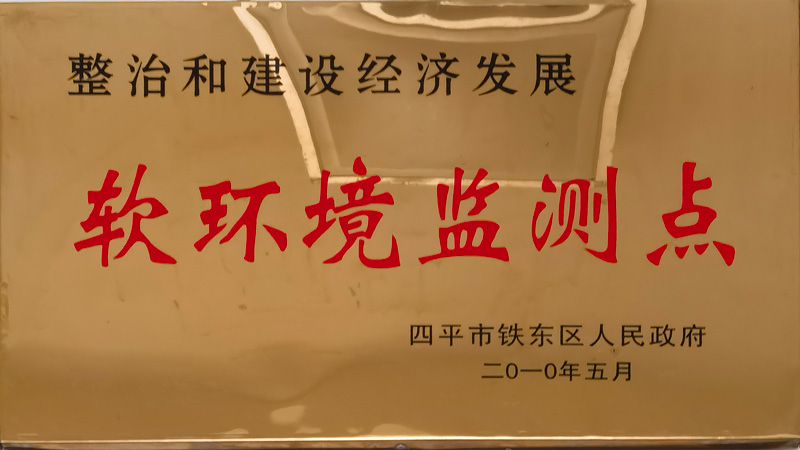 整治和建设经济发展
软环境监测点
四平市铁东区人民政府
二0一0年五月